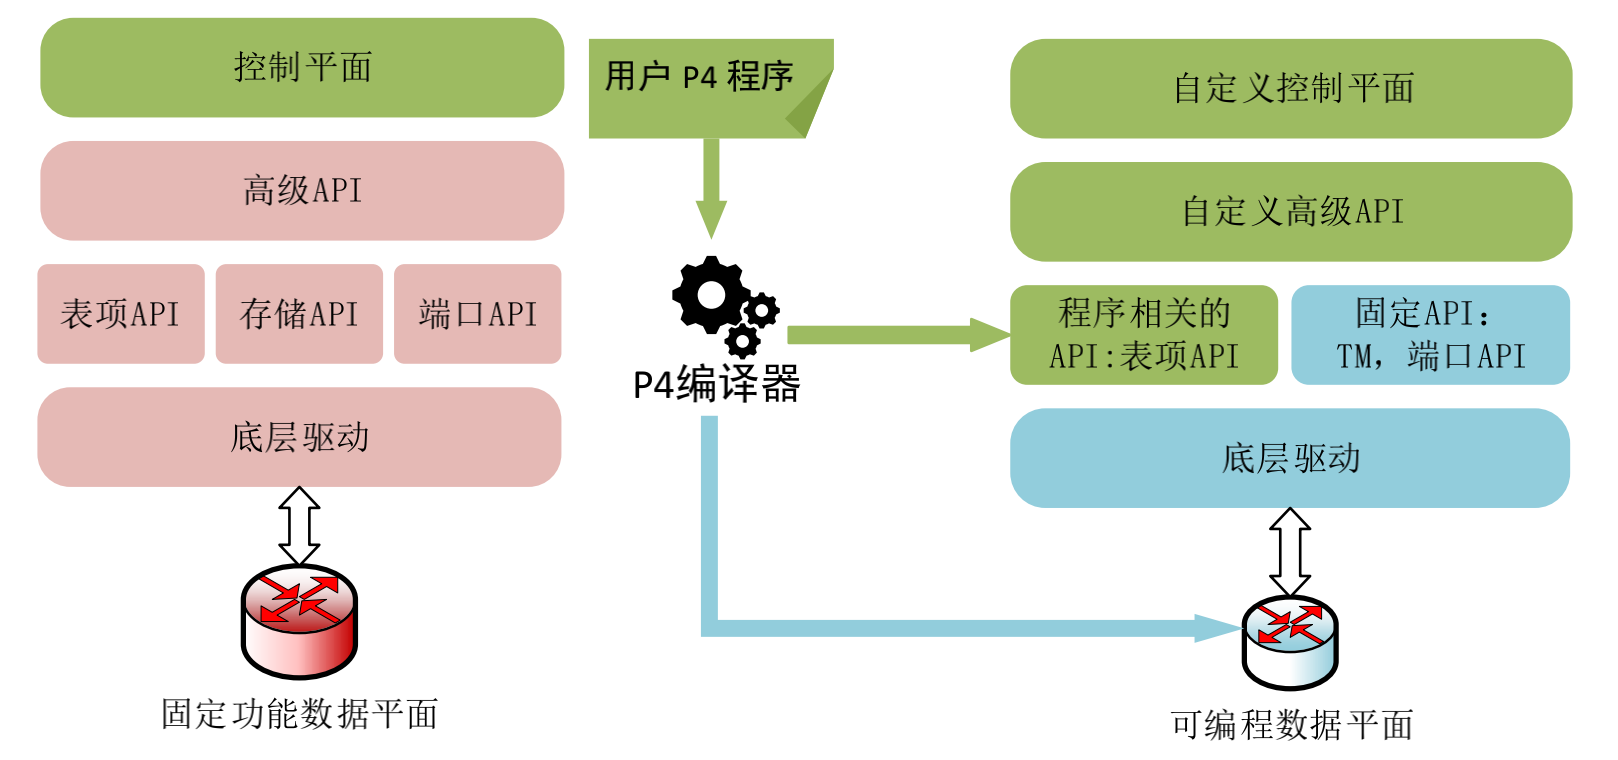 控制平面
高级API
表项API
存储API
端口API
底层驱动
固定功能数据平面
用户 P4 程序
P4编译器
自定义控制平面
自定义高级API
程序相关的
API:表项API
固定API：
TM，端口API
底层驱动
可编程数据平面